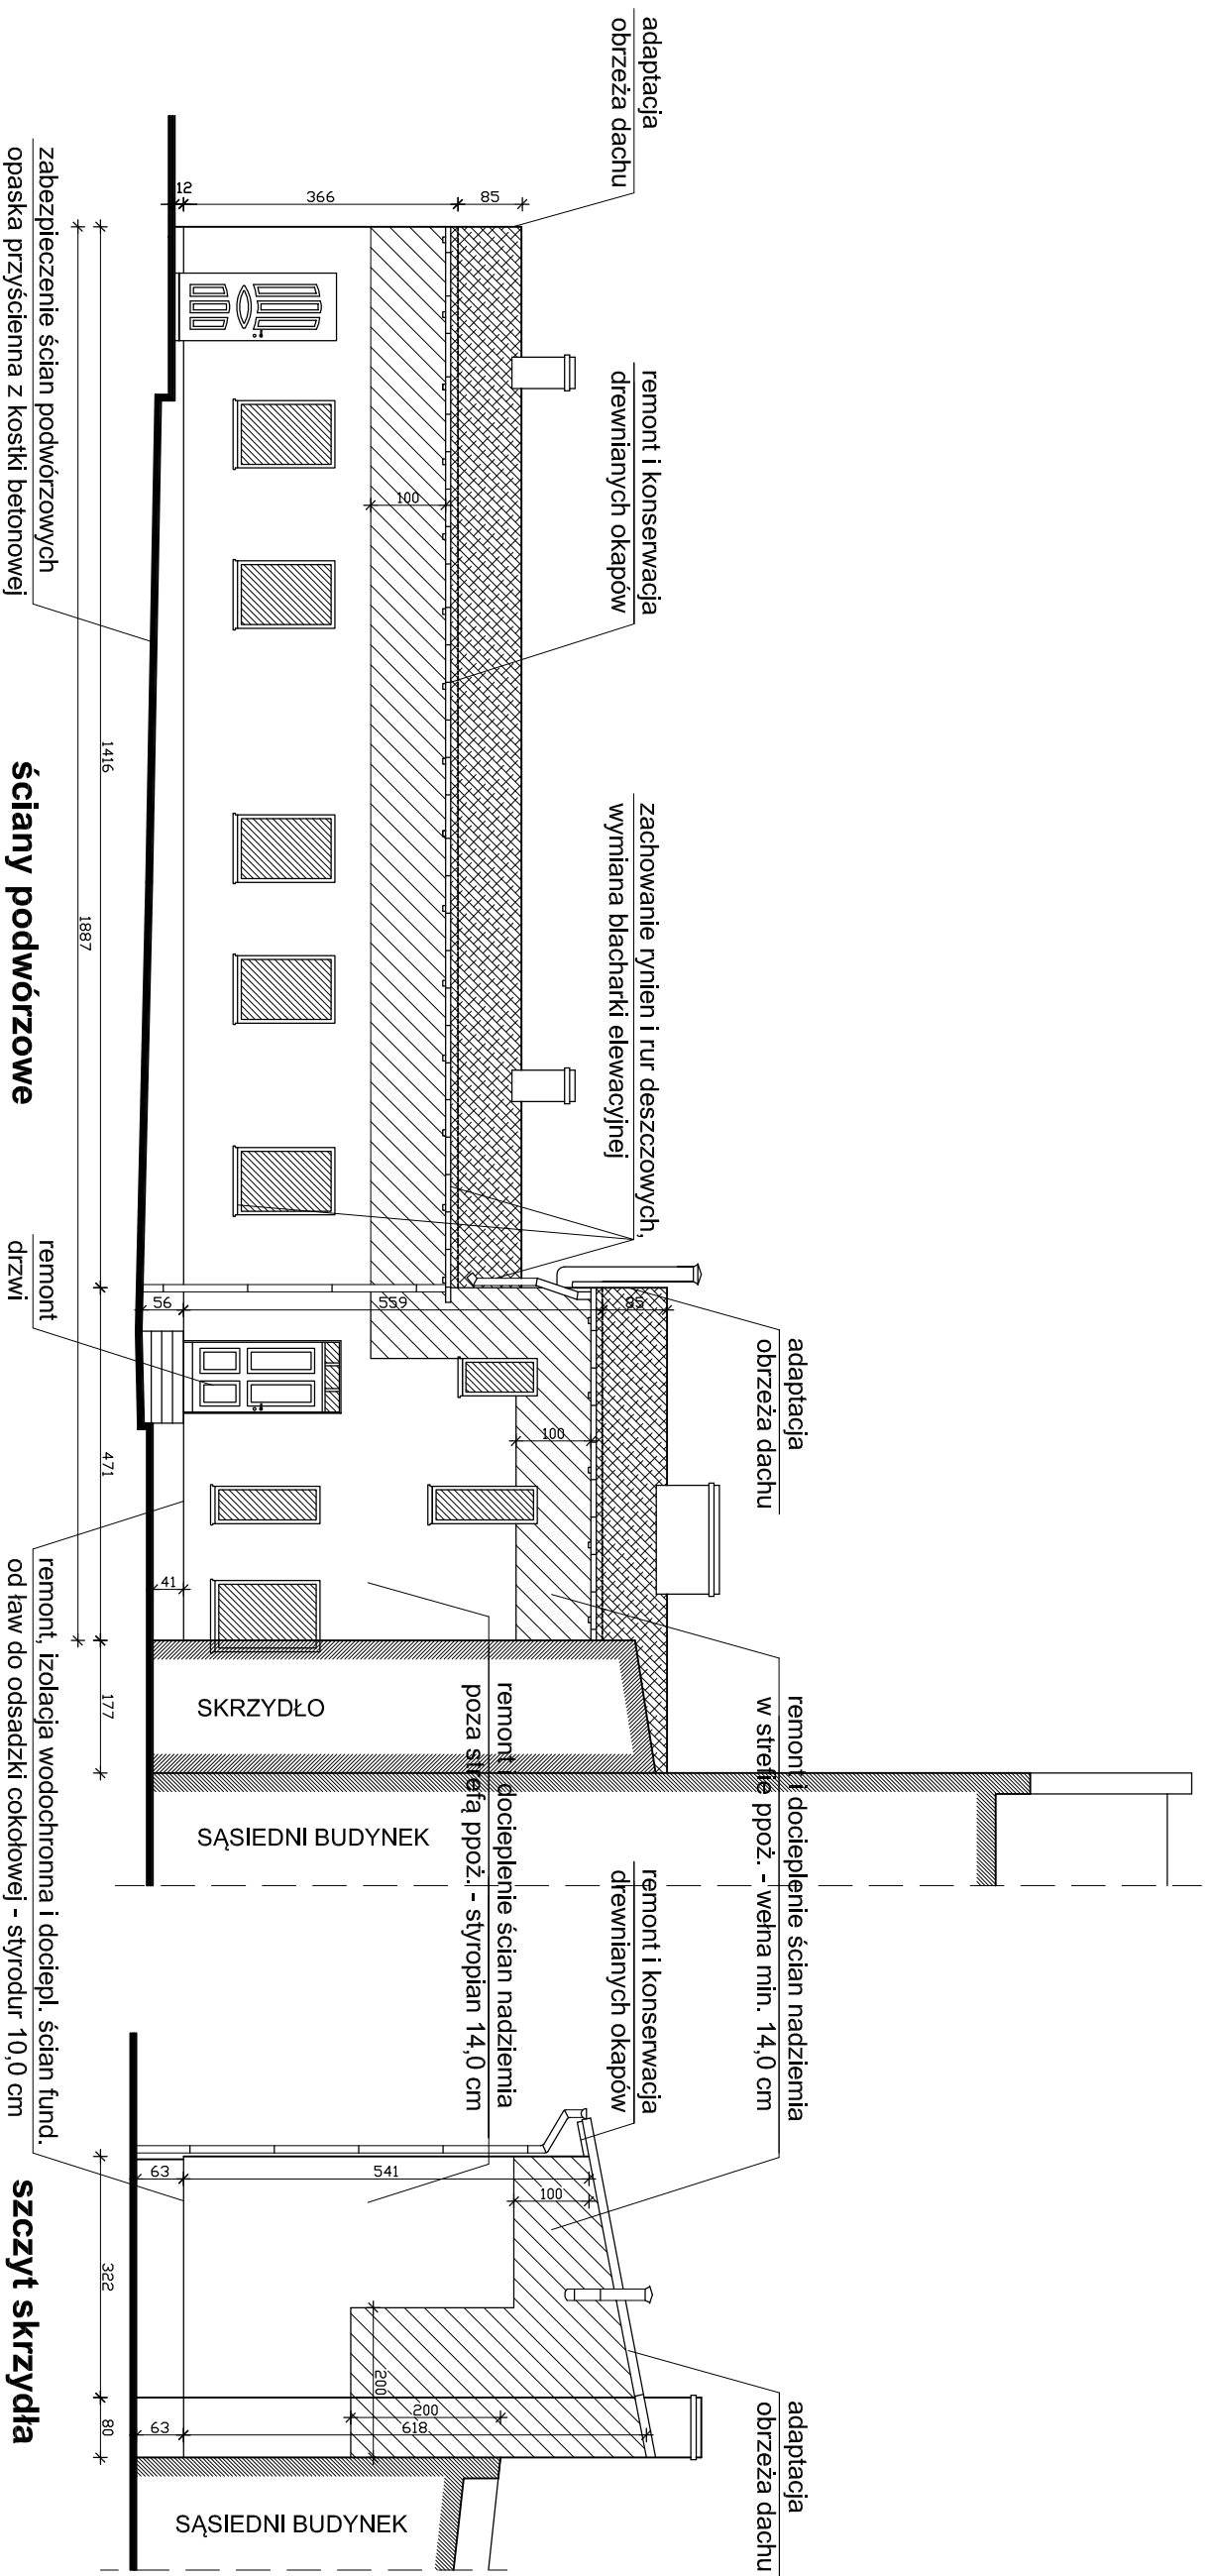 adaptacja
obrzeża dachu
remont i konserwacja
drewnianych okapów
zachowanie rynien i rur deszczowych,
wymiana blacharki elewacyjnej
adaptacja
obrzeża dachu
remont i docieplenie ścian nadziemia
w strefie ppoż. - wełna min. 14,0 cm
remont i konserwacja
drewnianych okapów
adaptacja
obrzeża dachu
remont i docieplenie ścian nadziemia
poza strefą ppoż. - styropian 14,0 cm
85
366
12
100
85
559
56
100
41
SKRZYDŁO
SĄSIEDNI BUDYNEK
100
541
63
200
200
618
63
SĄSIEDNI BUDYNEK
1416
471
177
322
80
1887
zabezpieczenie ścian podwórzowych
opaska przyścienna z kostki betonowej
remont
drzwi
remont, izolacja wodochronna i dociepl. ścian fund.
od ław do odsadzki cokołowej - styrodur 10,0 cm
ściany podwórzowe
szczyt skrzydła